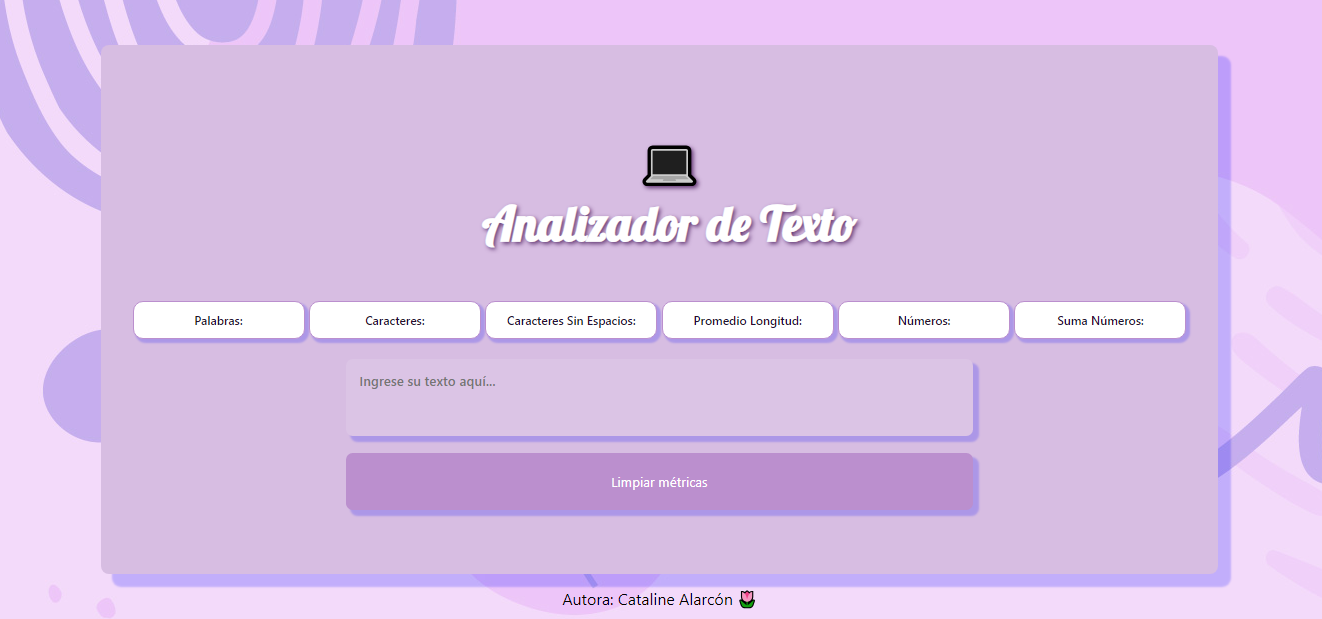 Analizador de Texto
Palabras: Caracteres: Caracteres Sin Espacios: Promedio Longitud: Números: Suma Números:
Ingrese su texto aquí...
Limpiar métricas
Autora: Cataline Alarcón 🌷